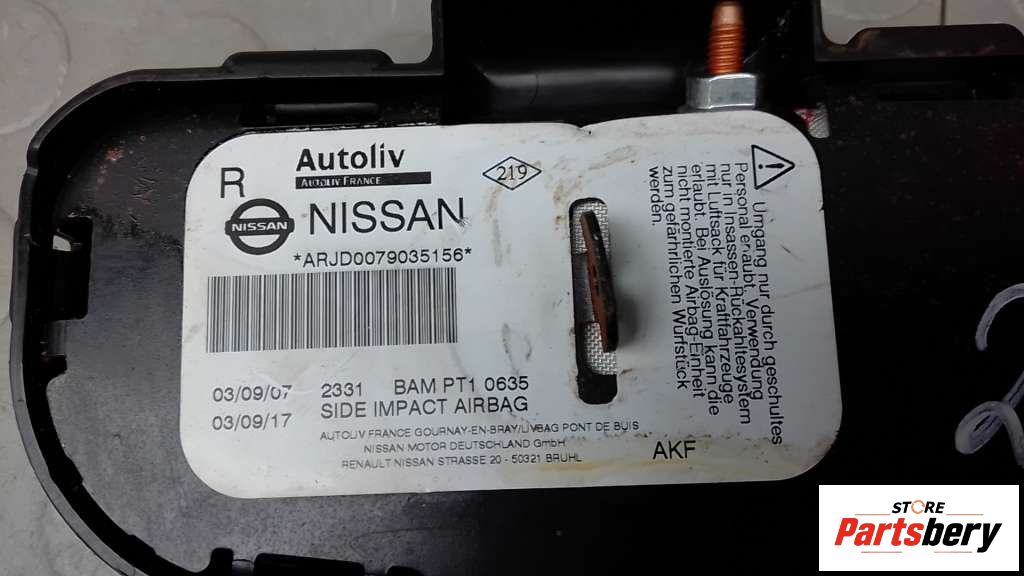 R
Autoliv
AUTOLIV FRANCE
219
NISSAN
NISSAN
*ARJD0079035156*
03/09/07 2331 BAM PT1 0635
03/09/17 SIDE IMPACT AIRBAG
AUTOLIV FRANCE GOURNAY-EN-BRAY/LIVBAG PONT DE BUIS
NISSAN MOTOR DEUTSCHLAND GmbH
RENAULT NISSAN STRASSE 20 - 50321 BRUHL
AKF
Umgang nur durch geschultes
Personal erlaubt. Verwendung
nur in Insassen-Rückhaltesystem
mit Luftsack für Kraftfahrzeuge
erlaubt. Bei Auslösung kann die
nicht montierte Airbag-Einheit
zum gefährlichen Wurfstück
werden.
STORE
Partsbery